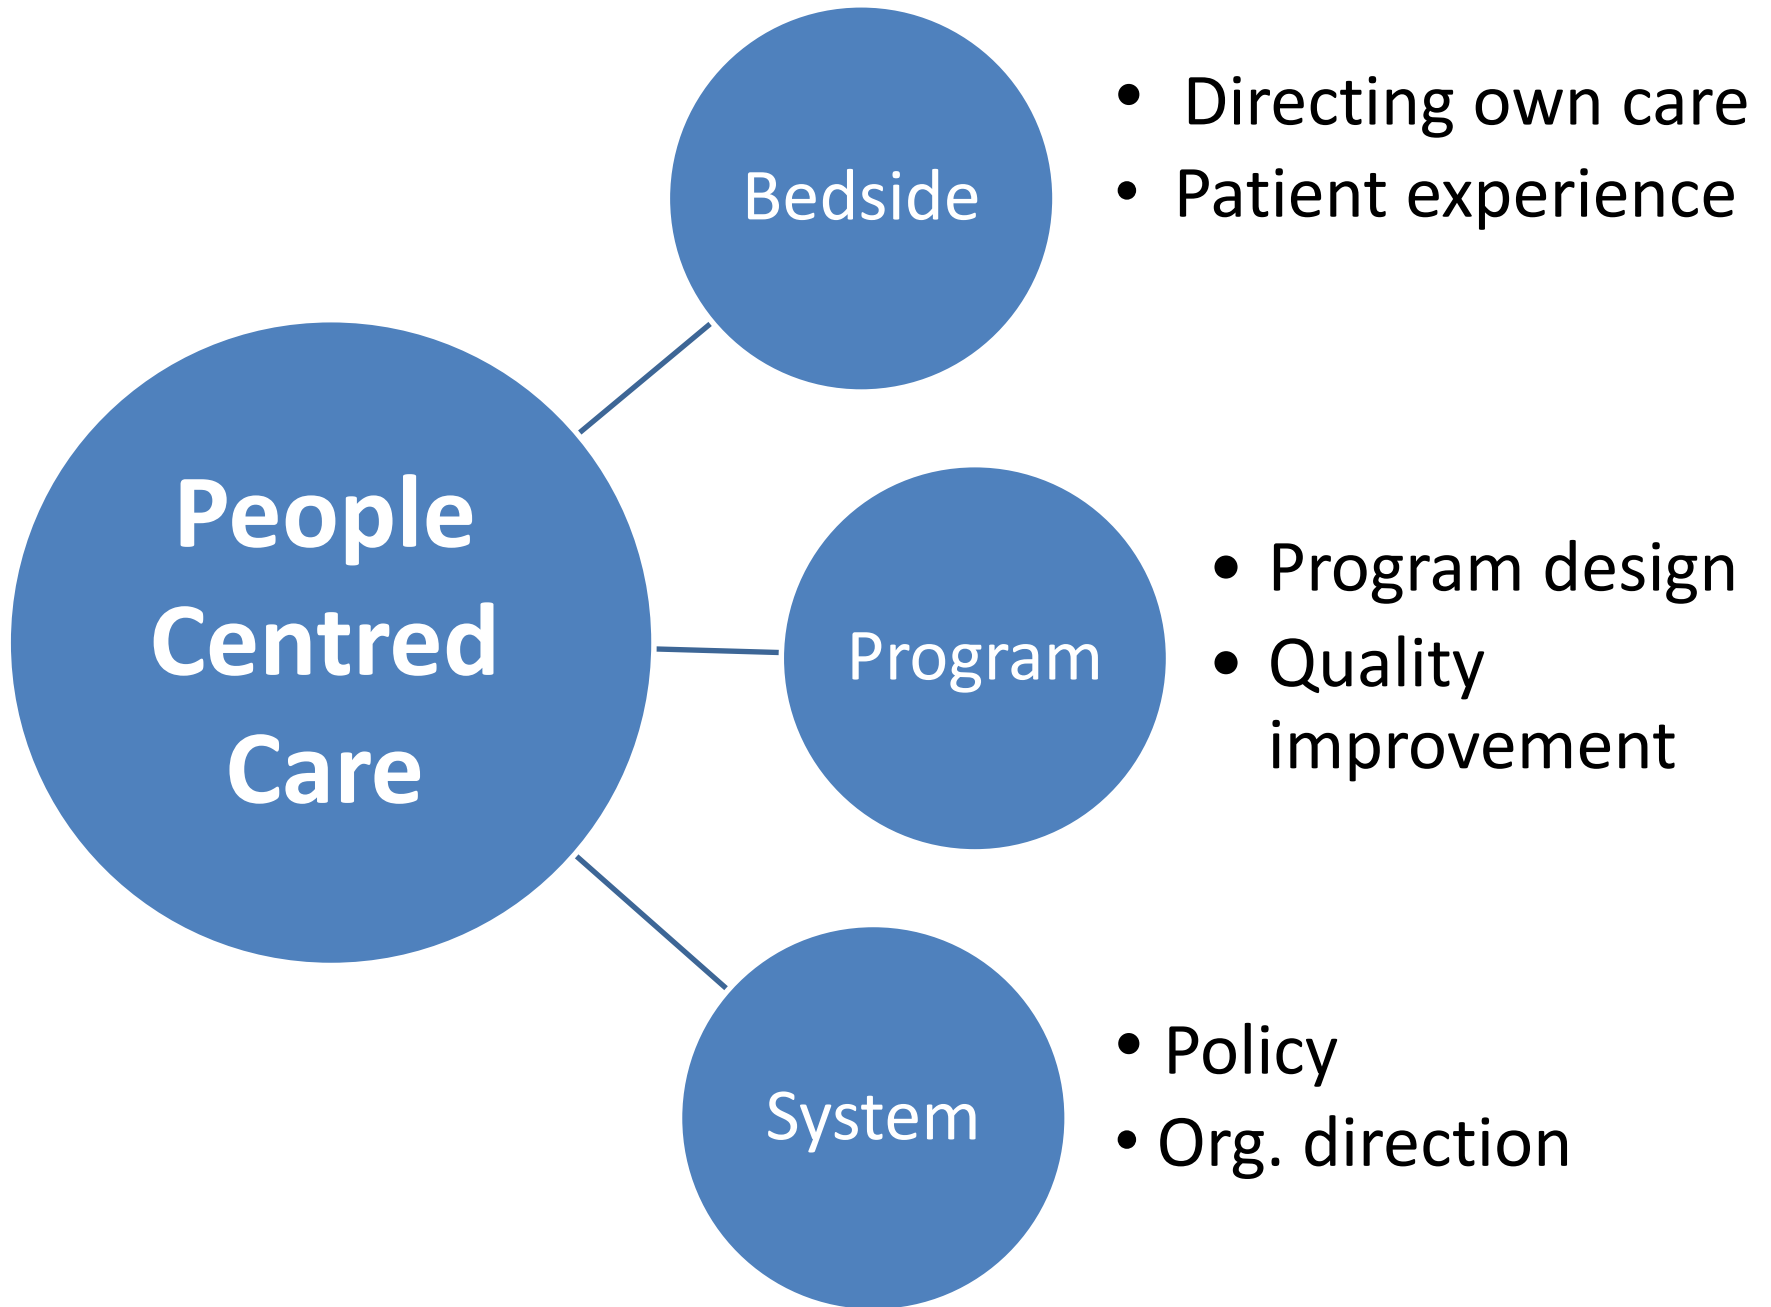 People
Centred
Care
Bedside
• Directing own care
• Patient experience
Program
• Program design
• Quality
improvement
System
• Policy
• Org. direction